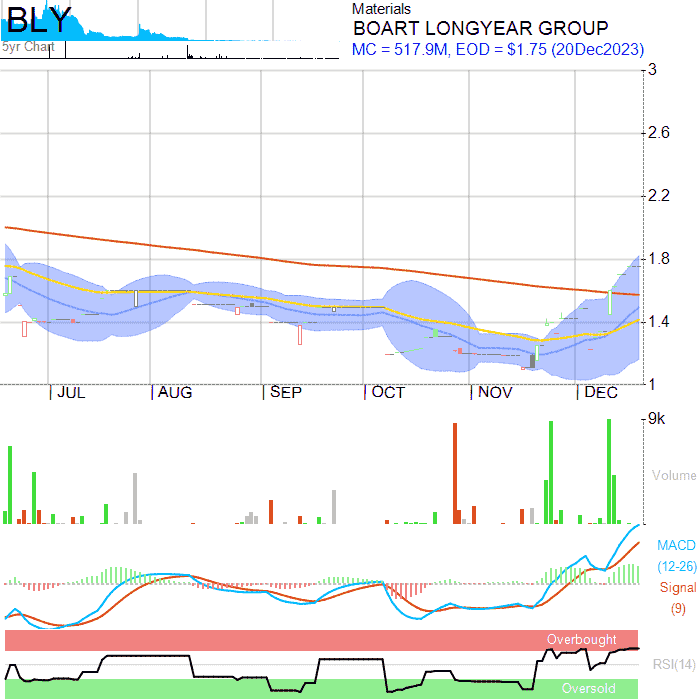 BLY
5yr Chart
Materials
BOART LONGYEAR GROUP
MC = 517.9M, EOD = $1.75 (20Dec2023)
3
2.6
2.2
1.8
1.4
1
JUL AUG SEP OCT NOV DEC
9k
Volume
MACD
(12-26)
Signal
(9)
Overbought
RSI(14)
Oversold